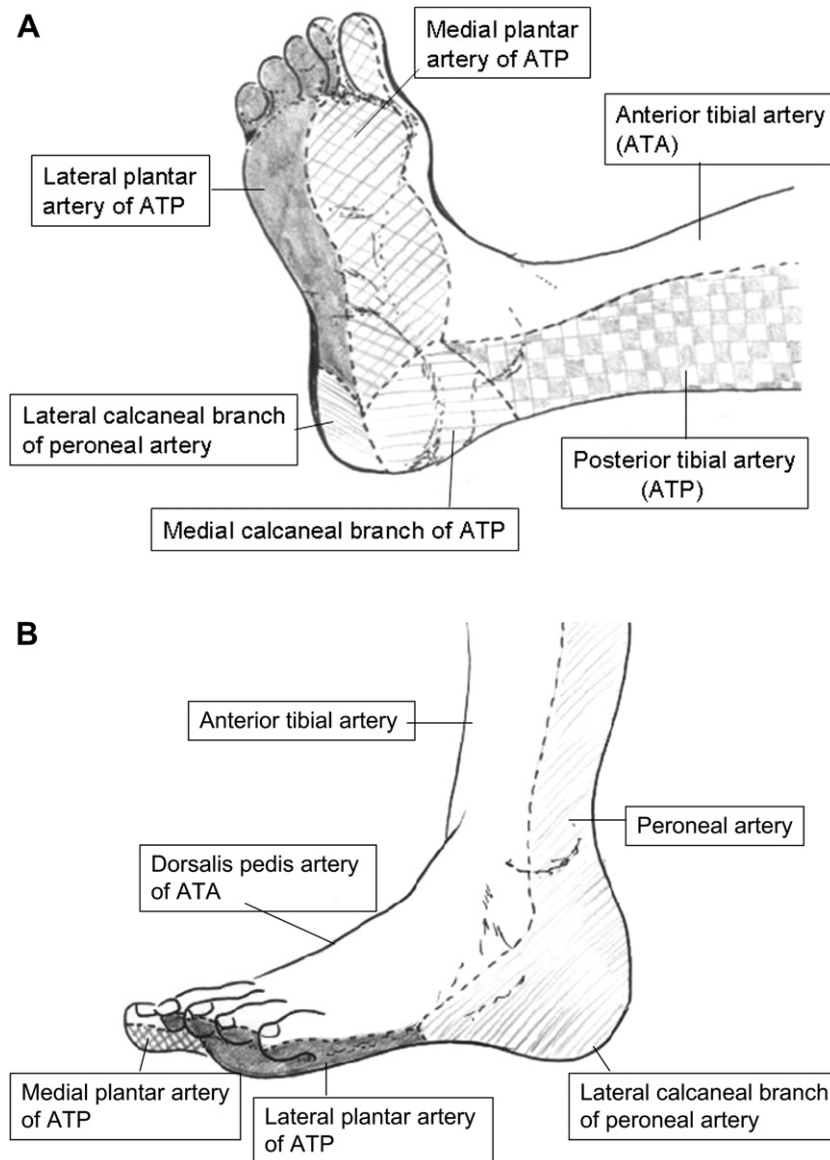 A
Medial plantar
artery of ATP
Anterior tibial artery
(ATA)
Lateral plantar
artery of ATP
Lateral calcaneal branch
of peroneal artery
Posterior tibial artery
(ATP)
Medial calcaneal branch of ATP
B
Anterior tibial artery
Peroneal artery
Dorsalis pedis artery
of ATA
Medial plantar artery
of ATP
Lateral plantar artery
of ATP
Lateral calcaneal branch
of peroneal artery